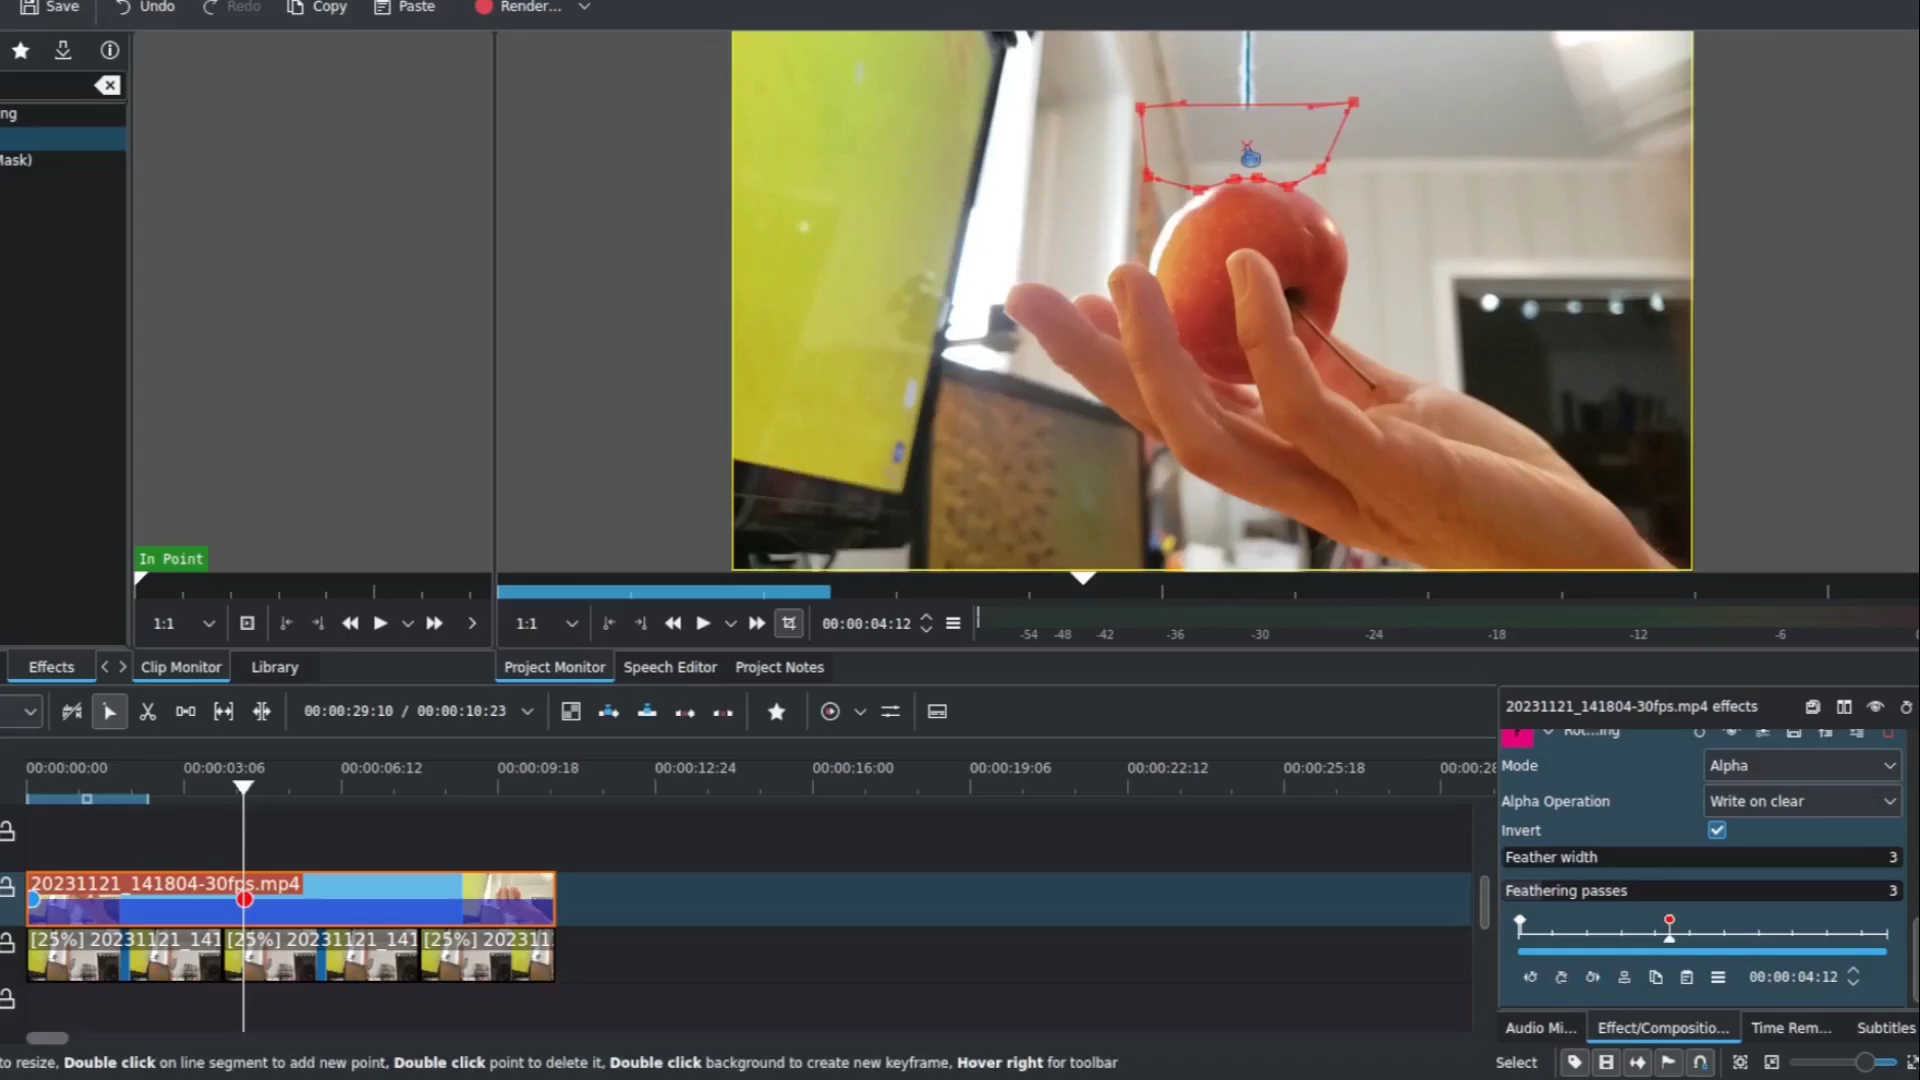 Save Undo Redo Copy Paste Render...
ng
Mask)
In Point
1:1 1:1 00:00:04:12
-54 -48 -42 -36 -30 -24 -18 -12 -6 0
Effects Clip Monitor Library Project Monitor Speech Editor Project Notes
00:00:29:10 / 00:00:10:23
20231121_141804-30fps.mp4 effects
Mode Alpha
Alpha Operation Write on clear
Invert
Feather width 3
Feathering passes 3
00:00:04:12
00:00:00:00 00:00:03:06 00:00:06:12 00:00:09:18 00:00:12:24 00:00:16:00 00:00:19:06 00:00:22:12 00:00:25:18 00:00:28
20231121_141804-30fps.mp4
[25%] 20231121_141 [25%] 20231121_141 [25%] 202311
Audio Mi... Effect/Compositio... Time Rem... Subtitles
to resize, Double click on line segment to add new point, Double click point to delete it, Double click background to create new keyframe, Hover right for toolbar
Select